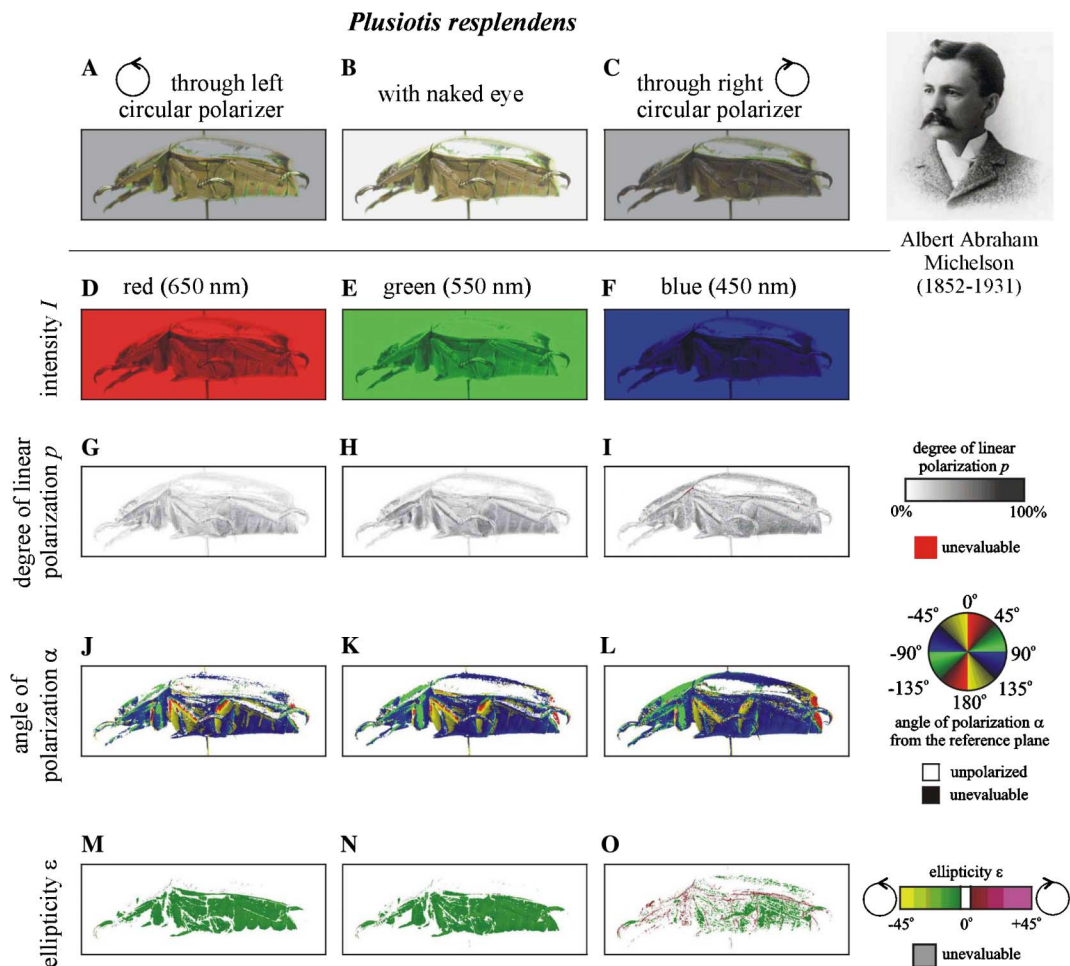 Plusiotis resplendens
A
through left
circular polarizer
B
with naked eye
C
through right
circular polarizer
Albert Abraham
Michelson
(1852-1931)
intensity I
D
red (650 nm)
E
green (550 nm)
F
blue (450 nm)
degree of linear
polarization p
G
H
I
degree of linear
polarization p
0%
100%
unevaluable
angle of
polarization α
J
K
L
0°
-45°
45°
-90°
90°
-135°
135°
180°
angle of polarization α
from the reference plane
unpolarized
unevaluable
ellipticity ε
M
N
O
ellipticity ε
-45°
0°
+45°
unevaluable